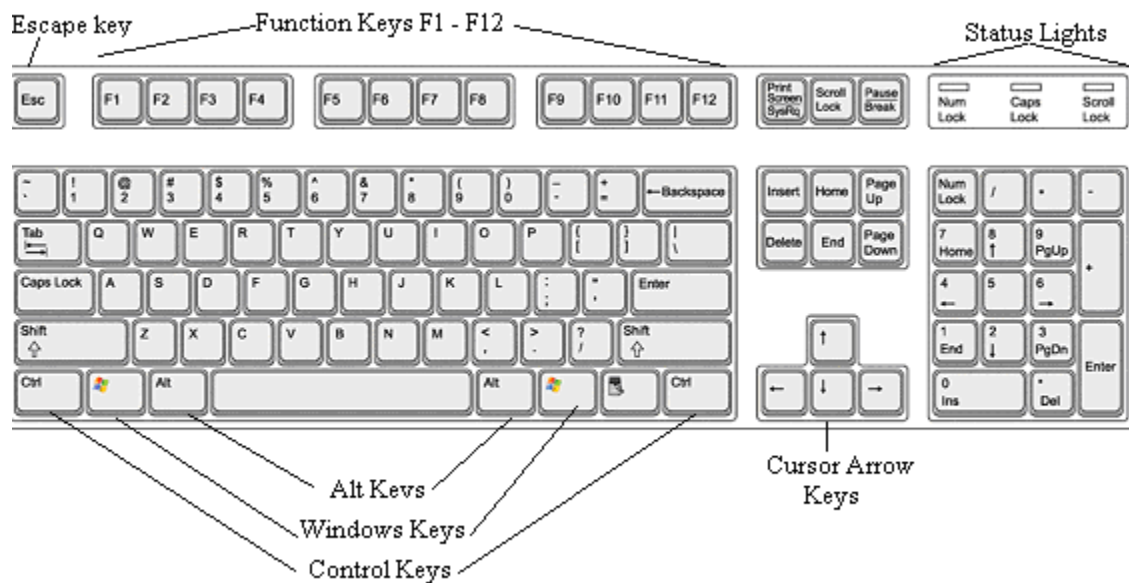 Escape key
Function Keys F1 - F12
Status Lights
Esc F1 F2 F3 F4 F5 F6 F7 F8 F9 F10 F11 F12 Print Screen SysRq Scroll Lock Pause Break Num Lock Caps Lock Scroll Lock
~ ` ! 1 @ 2 # 3 $ 4 % 5 ^ 6 & 7 * 8 ( 9 ) 0 – - + = ←Backspace Insert Home Page Up Num Lock / * -
Tab Q W E R T Y U I O P { [ } ] | \ Delete End Page Down 7 Home 8 ↑ 9 PgUp +
Caps Lock A S D F G H J K L : ; " ' Enter 4 ← 5 6 →
Shift Z X C V B N M < , > . ? / Shift ↑ 1 End 2 ↓ 3 PgDn Enter
Ctrl Alt Alt Ctrl ← ↓ → 0 Ins • Del
Cursor Arrow
Keys
Alt Keys
Windows Keys
Control Keys